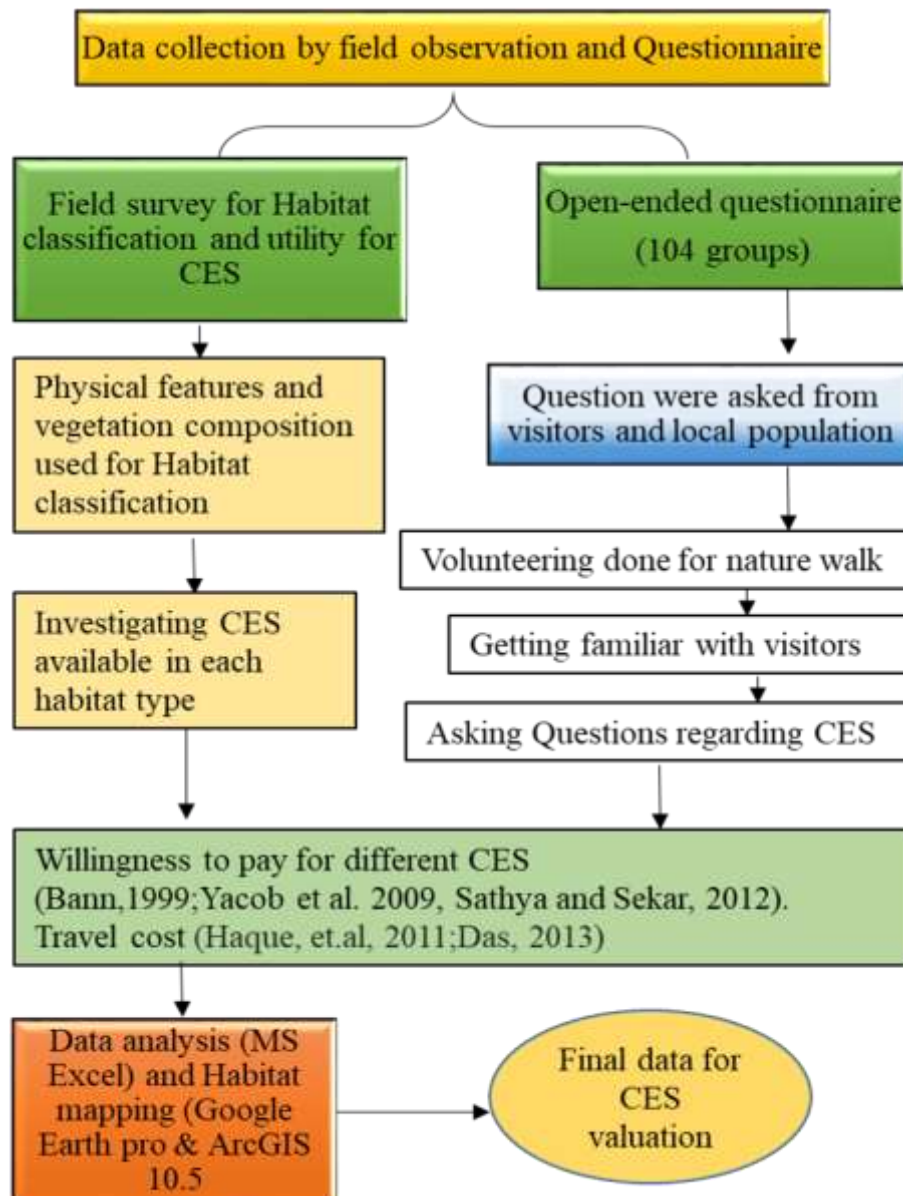 Data collection by field observation and Questionnaire
Field survey for Habitat
classification and utility for
CES
Open-ended questionnaire
(104 groups)
Physical features and
vegetation composition
used for Habitat
classification
Question were asked from
visitors and local population
Volunteering done for nature walk
Investigating CES
available in each
habitat type
Getting familiar with visitors
Asking Questions regarding CES
Willingness to pay for different CES
(Bann,1999;Yacob et al. 2009, Sathya and Sekar, 2012).
Travel cost (Haque, et.al, 2011;Das, 2013)
Data analysis (MS
Excel) and Habitat
mapping (Google
Earth pro & ArcGIS
10.5
Final data for
CES
valuation